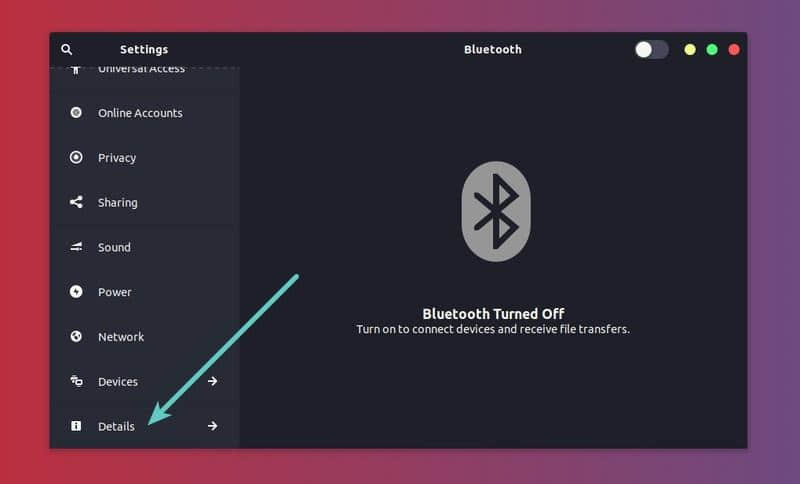 Settings
Bluetooth
Universal Access
Online Accounts
Privacy
Sharing
Sound
Power
Network
Devices
Details
Bluetooth Turned Off
Turn on to connect devices and receive file transfers.